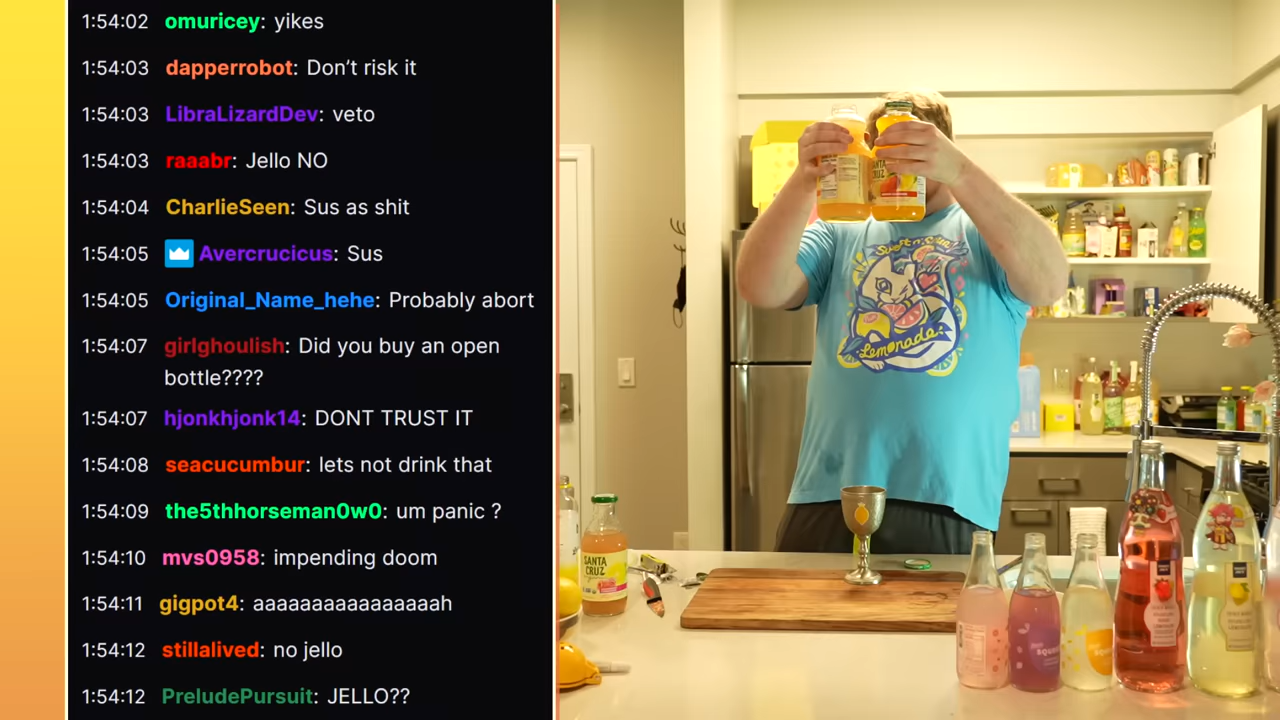 1:54:02 omuricey: yikes
1:54:03 dapperrobot: Don’t risk it
1:54:03 LibraLizardDev: veto
1:54:03 raaabr: Jello NO
1:54:04 CharlieSeen: Sus as shit
1:54:05 Avercrucicus: Sus
1:54:05 Original_Name_hehe: Probably abort
1:54:07 girlghoulish: Did you buy an open
bottle????
1:54:07 hjonkhjonk14: DONT TRUST IT
1:54:08 seacucumbur: lets not drink that
1:54:09 the5thhorseman0w0: um panic ?
1:54:10 mvs0958: impending doom
1:54:11 gigpot4: aaaaaaaaaaaaaaaah
1:54:12 stillalived: no jello
1:54:12 PreludePursuit: JELLO??
SANTA
CRUZ
Lemonade
SANTA
CRUZ